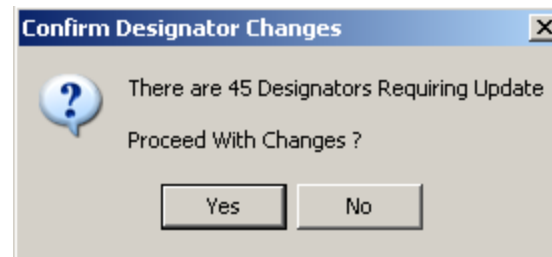 Confirm Designator Changes
There are 45 Designators Requiring Update
Proceed With Changes ?
Yes No